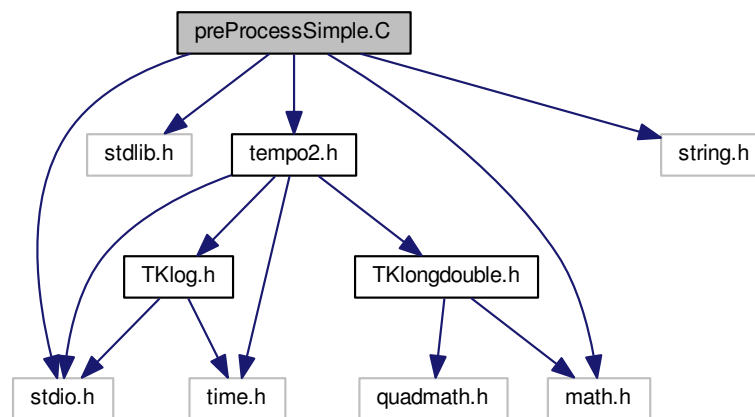 preProcessSimple.C
stdlib.h
tempo2.h
string.h
TKlog.h
TKlongdouble.h
stdio.h
time.h
quadmath.h
math.h